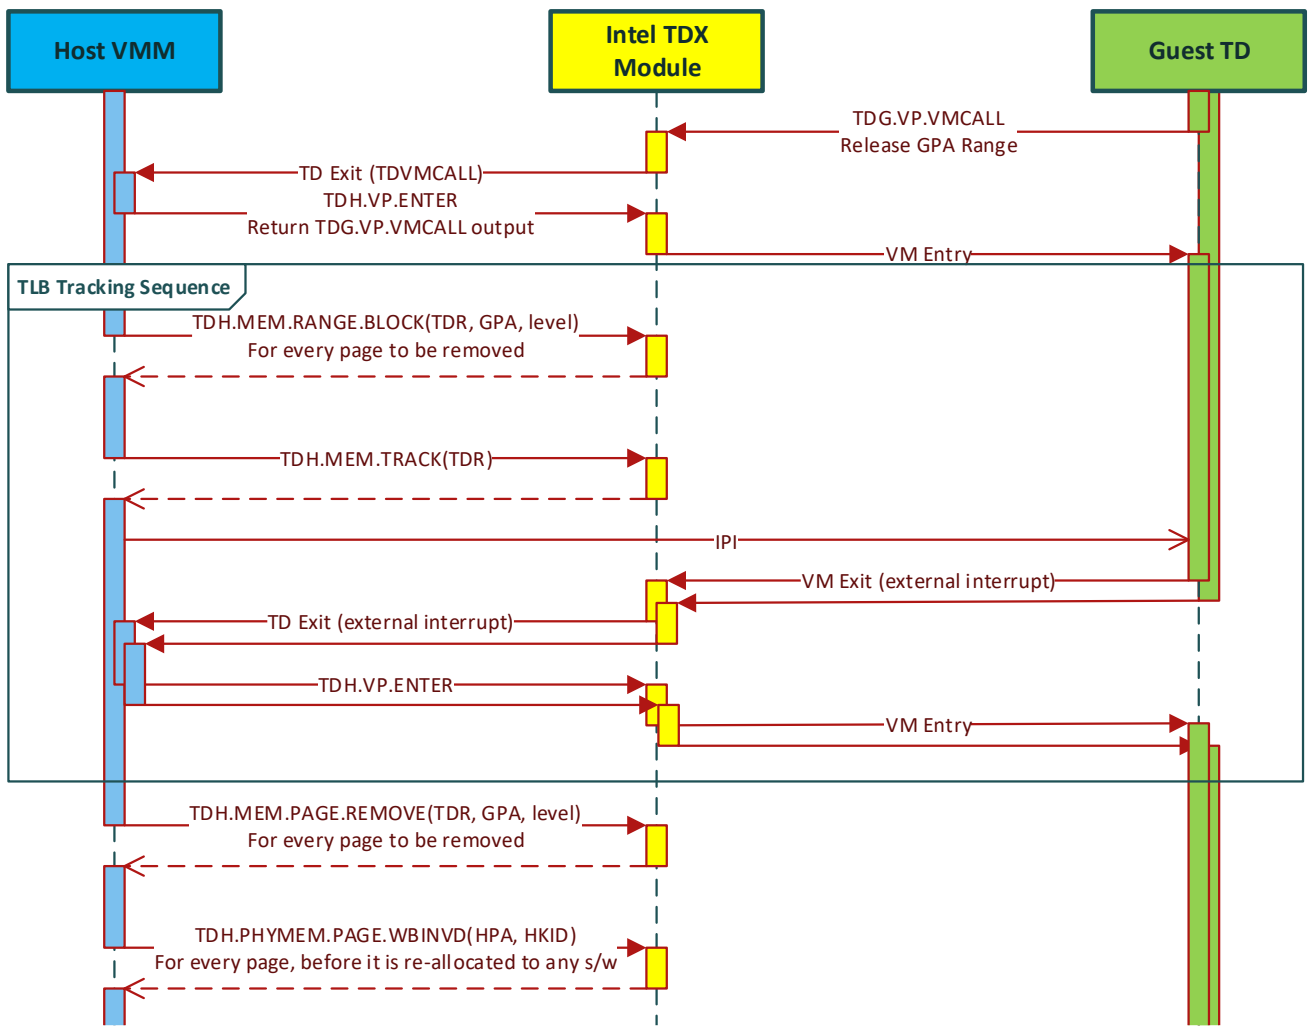 Host VMM
Intel TDX
Module
Guest TD
TDG.VP.VMCALL
Release GPA Range
TD Exit (TDVMCALL)
TDH.VP.ENTER
Return TDG.VP.VMCALL output
VM Entry
TLB Tracking Sequence
TDH.MEM.RANGE.BLOCK(TDR, GPA, level)
For every page to be removed
TDH.MEM.TRACK(TDR)
IPI
VM Exit (external interrupt)
TD Exit (external interrupt)
TDH.VP.ENTER
VM Entry
TDH.MEM.PAGE.REMOVE(TDR, GPA, level)
For every page to be removed
TDH.PHYMEM.PAGE.WBINVD(HPA, HKID)
For every page, before it is re-allocated to any s/w